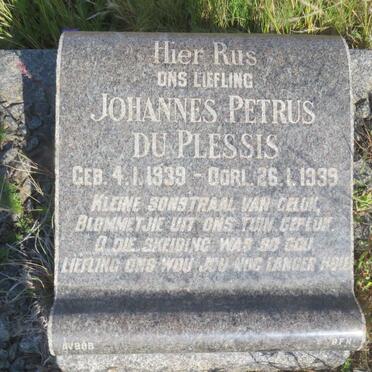 Hier Rus
ONS LIEFLING
JOHANNES PETRUS
DU PLESSIS
GEB. 4.1.1939 - OORL. 26.1.1939
KLEINE SONSTRAAL VAN GELUK,
BLOMMETJIE UIT ONS TUIN GEPLUK,
O, DIE SKEIDING WAS SO GOU,
LIEFLING ONS WOU JOU NOG LANGER HOU